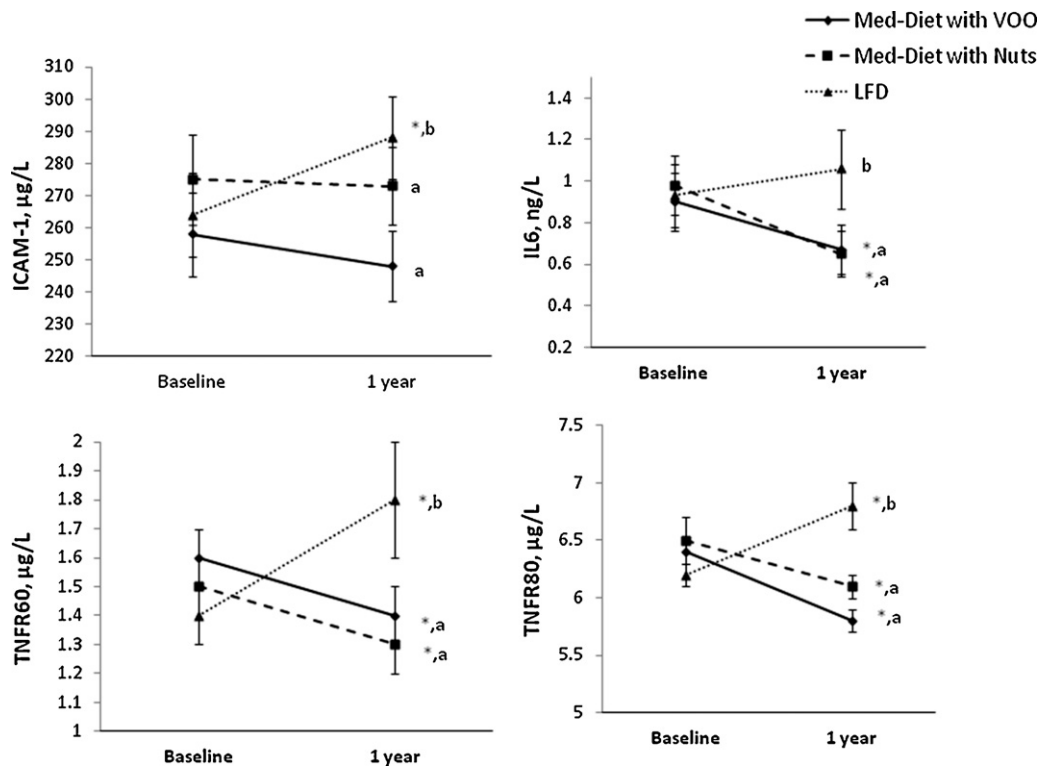 Med-Diet with VOO
Med-Diet with Nuts
LFD
310
300
290
280
270
260
250
240
230
220
ICAM-1, µg/L
*,b
a
a
Baseline
1 year
1.4
1.2
1
0.8
0.6
0.4
0.2
IL6, ng/L
b
*,a
*,a
Baseline
1 year
2
1.9
1.8
1.7
1.6
1.5
1.4
1.3
1.2
1.1
1
TNFR60, µg/L
*,b
*,a
*,a
Baseline
1 year
7.5
7
6.5
6
5.5
5
TNFR80, µg/L
*,b
*,a
*,a
Baseline
1 year